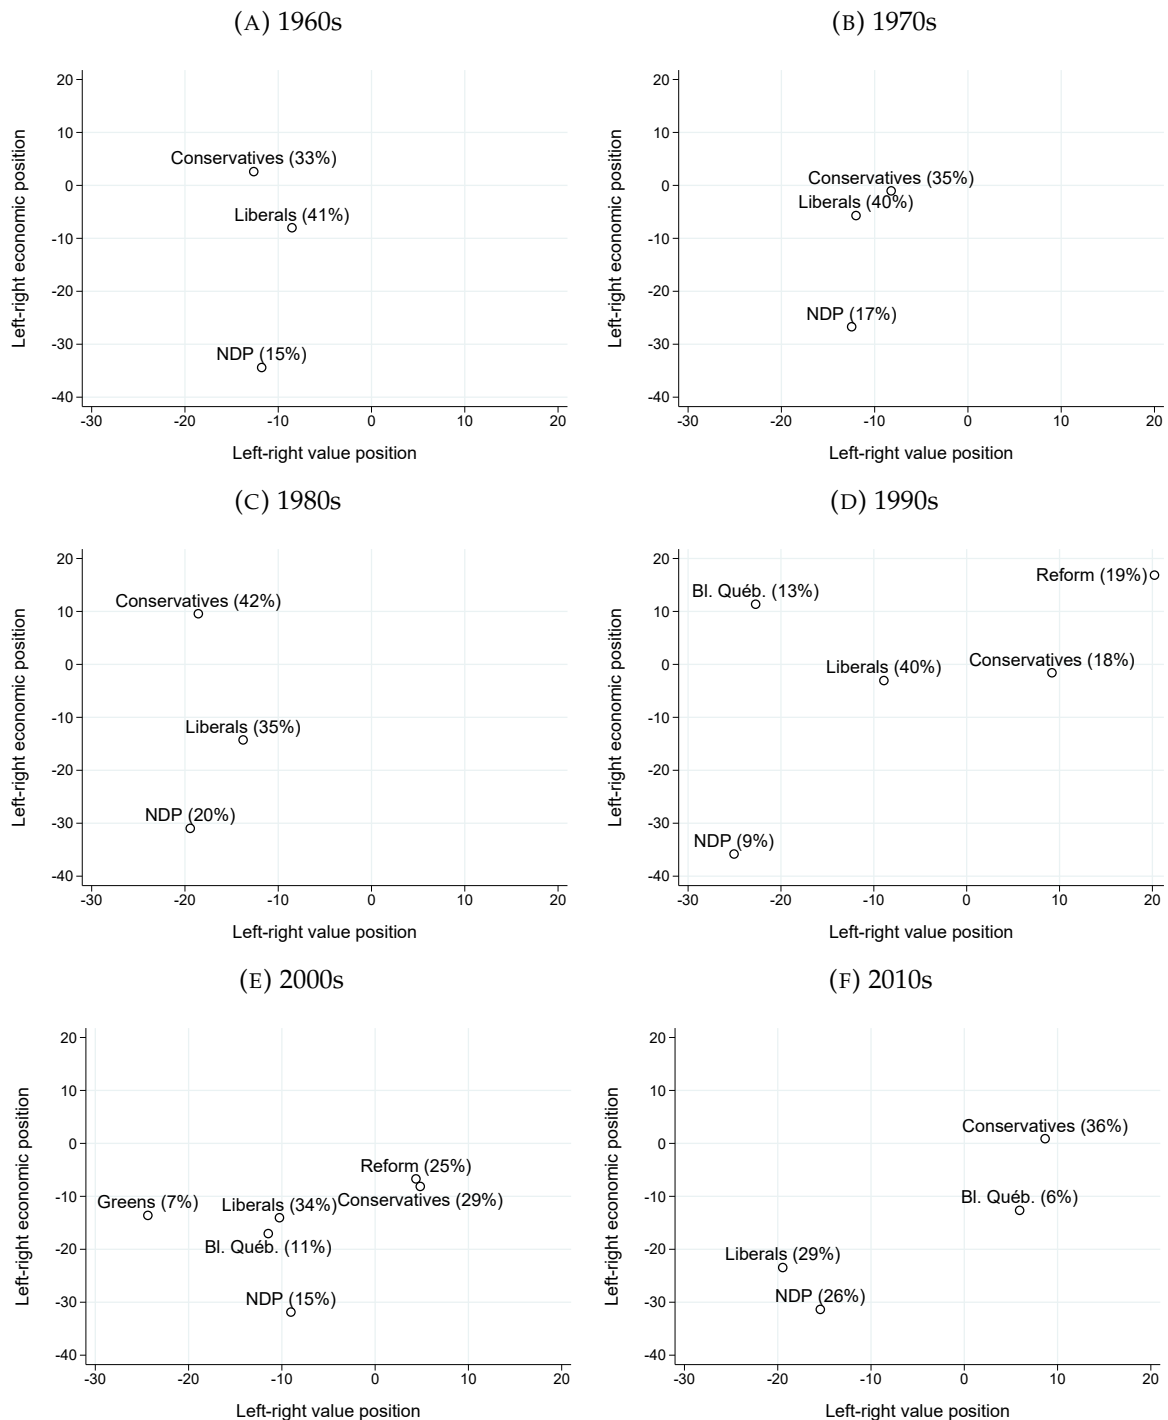 (A) 1960s
Left-right economic position
20
10
0
-10
-20
-30
-40
Conservatives (33%)
Liberals (41%)
NDP (15%)
-30 -20 -10 0 10 20
Left-right value position
(B) 1970s
Left-right economic position
20
10
0
-10
-20
-30
-40
Conservatives (35%)
Liberals (40%)
NDP (17%)
-30 -20 -10 0 10 20
Left-right value position
(C) 1980s
Left-right economic position
20
10
0
-10
-20
-30
-40
Conservatives (42%)
Liberals (35%)
NDP (20%)
-30 -20 -10 0 10 20
Left-right value position
(D) 1990s
Left-right economic position
20
10
0
-10
-20
-30
-40
Reform (19%)
Bl. Québ. (13%)
Conservatives (18%)
Liberals (40%)
NDP (9%)
-30 -20 -10 0 10 20
Left-right value position
(E) 2000s
Left-right economic position
20
10
0
-10
-20
-30
-40
Reform (25%)
Conservatives (29%)
Greens (7%)
Liberals (34%)
Bl. Québ. (11%)
NDP (15%)
-30 -20 -10 0 10 20
Left-right value position
(F) 2010s
Left-right economic position
20
10
0
-10
-20
-30
-40
Conservatives (36%)
Bl. Québ. (6%)
Liberals (29%)
NDP (26%)
-30 -20 -10 0 10 20
Left-right value position